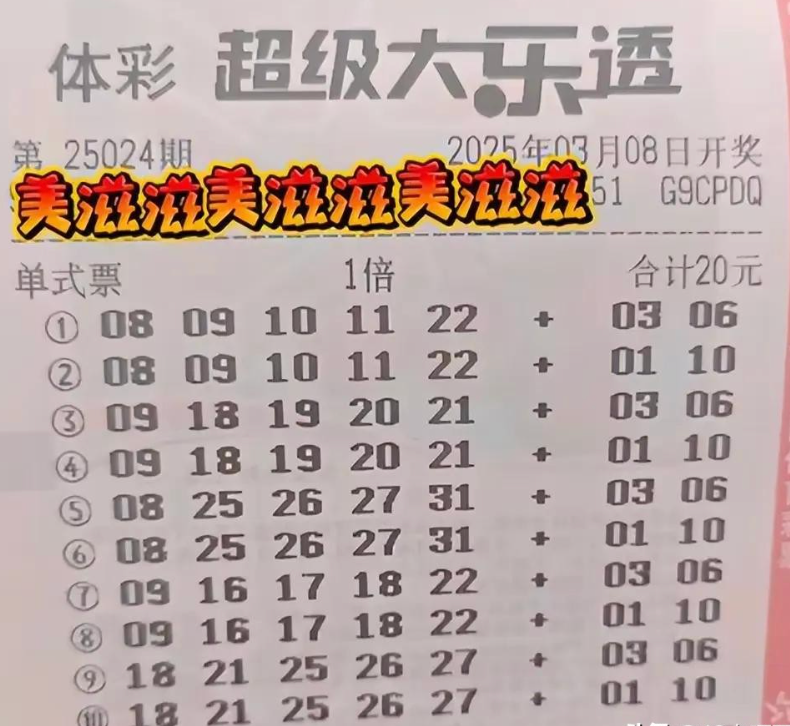 体彩 超级大乐透
第 25024期 2025年03月08日开奖
美滋滋美滋滋美滋滋51 G9CPDQ
单式票 1倍 合计20元
① 08 09 10 11 22 + 03 06
② 08 09 10 11 22 + 01 10
③ 09 18 19 20 21 + 03 06
④ 09 18 19 20 21 + 01 10
⑤ 08 25 26 27 31 + 03 06
⑥ 08 25 26 27 31 + 01 10
⑦ 09 16 17 18 22 + 03 06
⑧ 09 16 17 18 22 + 01 10
⑨ 18 21 25 26 27 + 03 06
⑩ 18 21 25 26 27 + 01 10